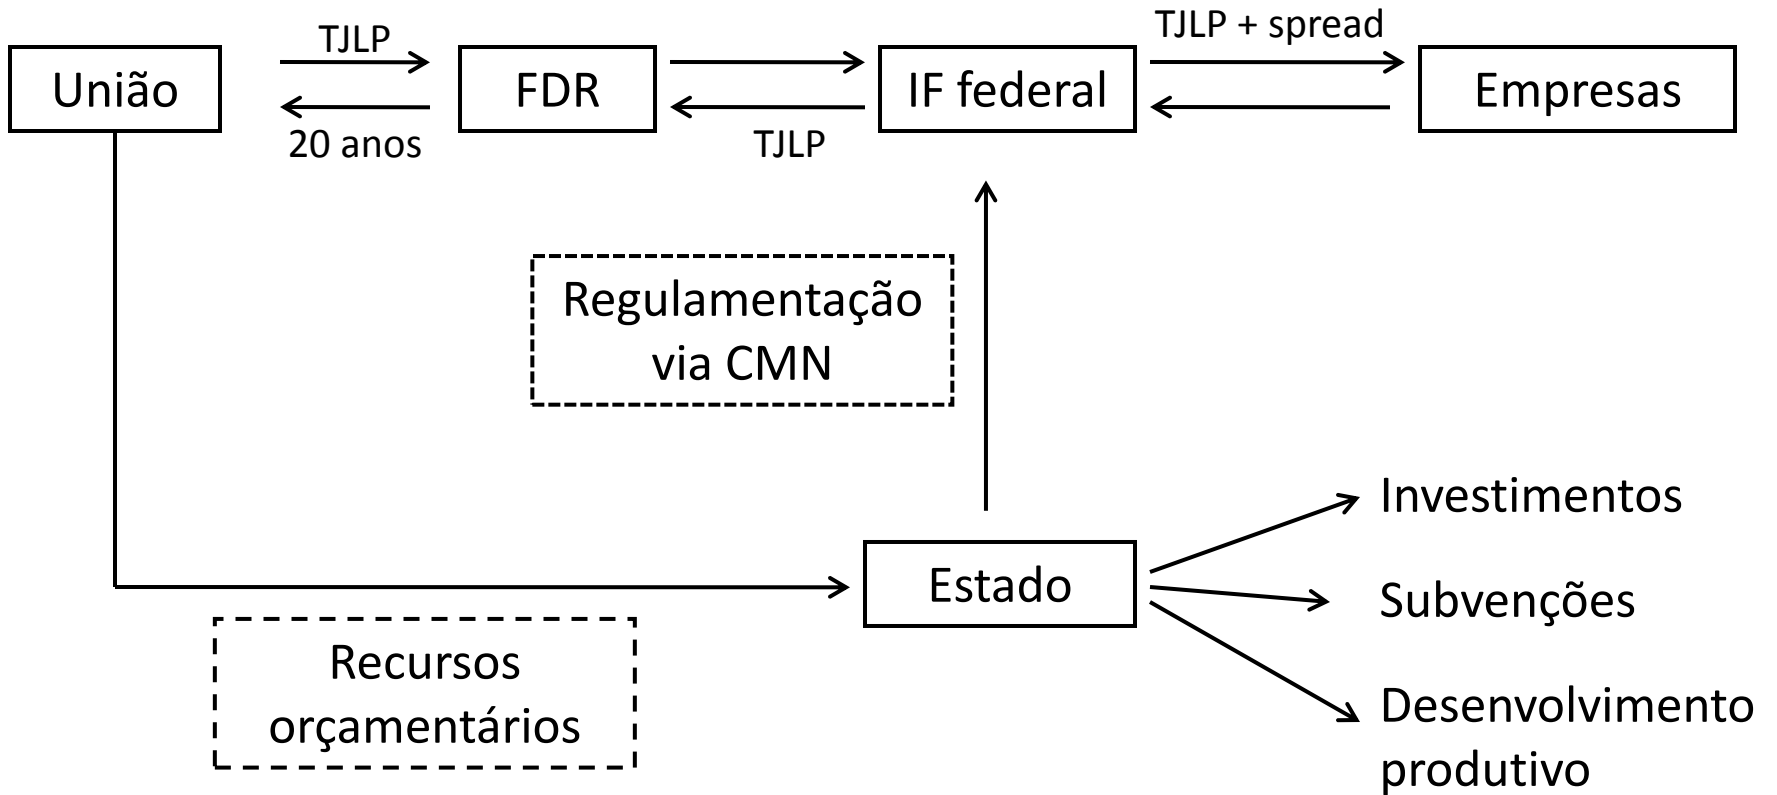 TJLP
TJLP + spread
União
FDR
IF federal
Empresas
20 anos
TJLP
Regulamentação
via CMN
Estado
Investimentos
Subvenções
Desenvolvimento
produtivo
Recursos
orçamentários